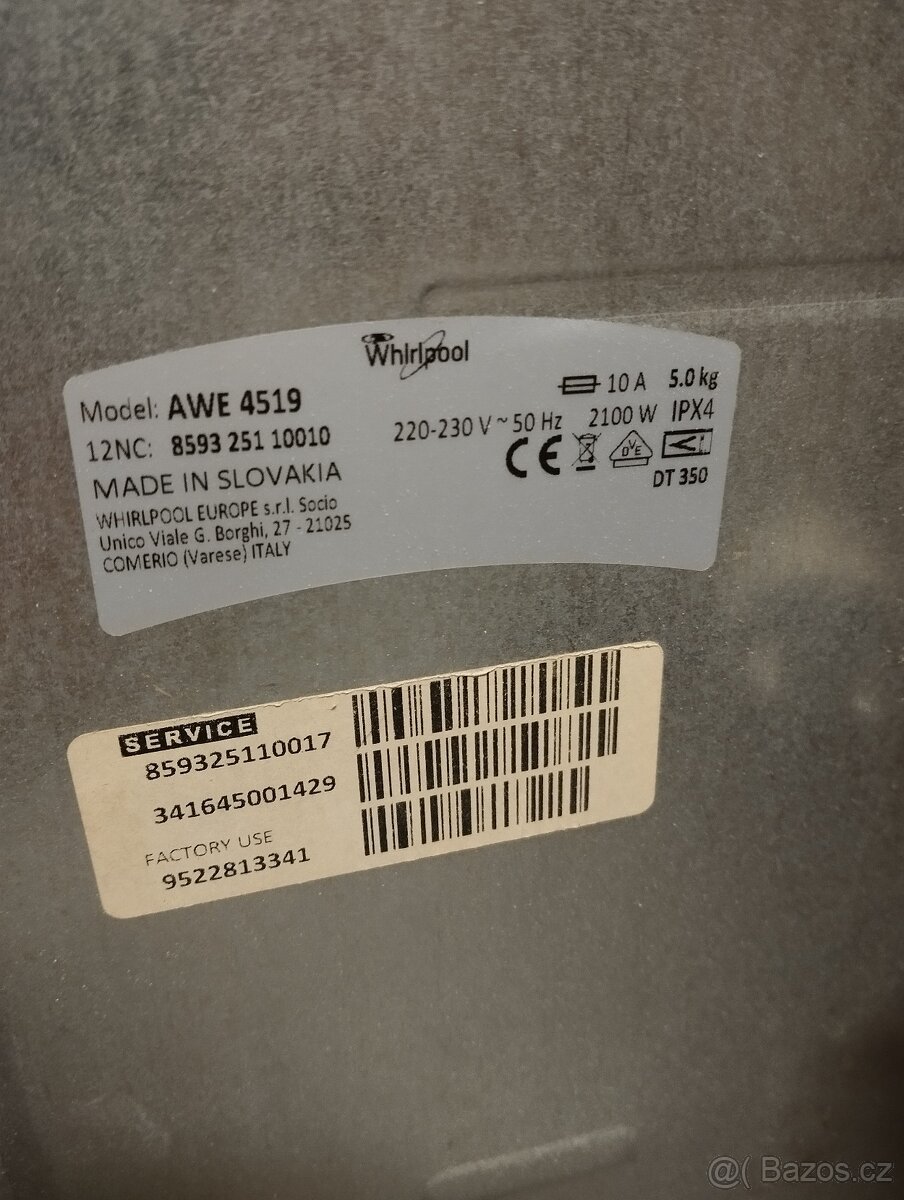 Whirlpool
Model: AWE 4519
12NC: 8593 251 10010
MADE IN SLOVAKIA
WHIRLPOOL EUROPE s.r.l. Socio
Unico Viale G. Borghi, 27 - 21025
COMERIO (Varese) ITALY
10 A 5.0 kg
220-230 V ~ 50 Hz 2100 W IPX4
CE DVE
DT 350
SERVICE
859325110017
341645001429
FACTORY USE
9522813341
@( Bazos.cz